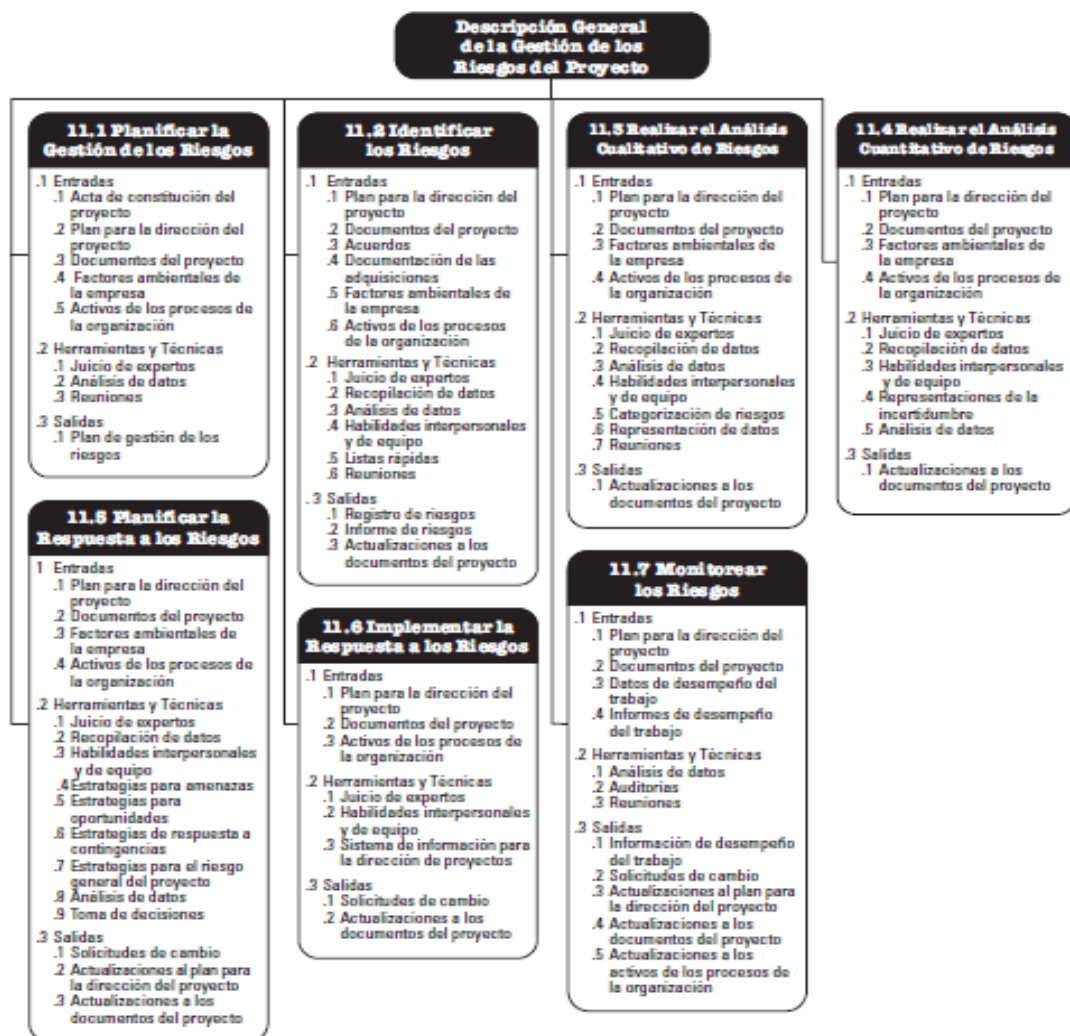 Descripción General
de la Gestión de los
Riesgos del Proyecto
11.1 Planificar la
Gestión de los Riesgos
.1 Entradas
.1 Acta de constitución del
proyecto
.2 Plan para la dirección del
proyecto
.3 Documentos del proyecto
.4 Factores ambientales de
la empresa
.5 Activos de los procesos de
la organización
.2 Herramientas y Técnicas
.1 Juicio de expertos
.2 Análisis de datos
.3 Reuniones
.3 Salidas
.1 Plan de gestión de los
riesgos
11.2 Identificar
los Riesgos
.1 Entradas
.1 Plan para la dirección del
proyecto
.2 Documentos del proyecto
.3 Acuerdos
.4 Documentación de las
adquisiciones
.5 Factores ambientales de
la empresa
.6 Activos de los procesos
de la organización
.2 Herramientas y Técnicas
.1 Juicio de expertos
.2 Recopilación de datos
.3 Análisis de datos
.4 Habilidades interpersonales
y de equipo
.5 Listas rápidas
.6 Reuniones
.3 Salidas
.1 Registro de riesgos
.2 Informe de riesgos
.3 Actualizaciones a los
documentos del proyecto
11.3 Realizar el Análisis
Cualitativo de Riesgos
.1 Entradas
.1 Plan para la dirección del
proyecto
.2 Documentos del proyecto
.3 Factores ambientales de
la empresa
.4 Activos de los procesos de
la organización
.2 Herramientas y Técnicas
.1 Juicio de expertos
.2 Recopilación de datos
.3 Análisis de datos
.4 Habilidades interpersonales
y de equipo
.5 Categorización de riesgos
.6 Representación de datos
.7 Reuniones
.3 Salidas
.1 Actualizaciones a los
documentos del proyecto
11.4 Realizar el Análisis
Cuantitativo de Riesgos
.1 Entradas
.1 Plan para la dirección del
proyecto
.2 Documentos del proyecto
.3 Factores ambientales de
la empresa
.4 Activos de los procesos de
la organización
.2 Herramientas y Técnicas
.1 Juicio de expertos
.2 Recopilación de datos
.3 Habilidades interpersonales
y de equipo
.4 Representaciones de la
incertidumbre
.5 Análisis de datos
.3 Salidas
.1 Actualizaciones a los
documentos del proyecto
11.5 Planificar la
Respuesta a los Riesgos
1 Entradas
.1 Plan para la dirección del
proyecto
.2 Documentos del proyecto
.3 Factores ambientales de
la empresa
.4 Activos de los procesos de
la organización
.2 Herramientas y Técnicas
.1 Juicio de expertos
.2 Recopilación de datos
.3 Habilidades interpersonales
y de equipo
.4 Estrategias para amenazas
.5 Estrategias para
oportunidades
.6 Estrategias de respuesta a
contingencias
.7 Estrategias para el riesgo
general del proyecto
.8 Análisis de datos
.9 Toma de decisiones
.3 Salidas
.1 Solicitudes de cambio
.2 Actualizaciones al plan para
la dirección del proyecto
.3 Actualizaciones a los
documentos del proyecto
11.6 Implementar la
Respuesta a los Riesgos
.1 Entradas
.1 Plan para la dirección del
proyecto
.2 Documentos del proyecto
.3 Activos de los procesos de
la organización
.2 Herramientas y Técnicas
.1 Juicio de expertos
.2 Habilidades interpersonales
y de equipo
.3 Sistema de información para
la dirección de proyectos
.3 Salidas
.1 Solicitudes de cambio
.2 Actualizaciones a los
documentos del proyecto
11.7 Monitorear
los Riesgos
.1 Entradas
.1 Plan para la dirección del
proyecto
.2 Documentos del proyecto
.3 Datos de desempeño del
trabajo
.4 Informes de desempeño
del trabajo
.2 Herramientas y Técnicas
.1 Análisis de datos
.2 Auditorías
.3 Reuniones
.3 Salidas
.1 Información de desempeño
del trabajo
.2 Solicitudes de cambio
.3 Actualizaciones al plan para
la dirección del proyecto
.4 Actualizaciones a los
documentos del proyecto
.5 Actualizaciones a los
activos de los procesos de
la organización